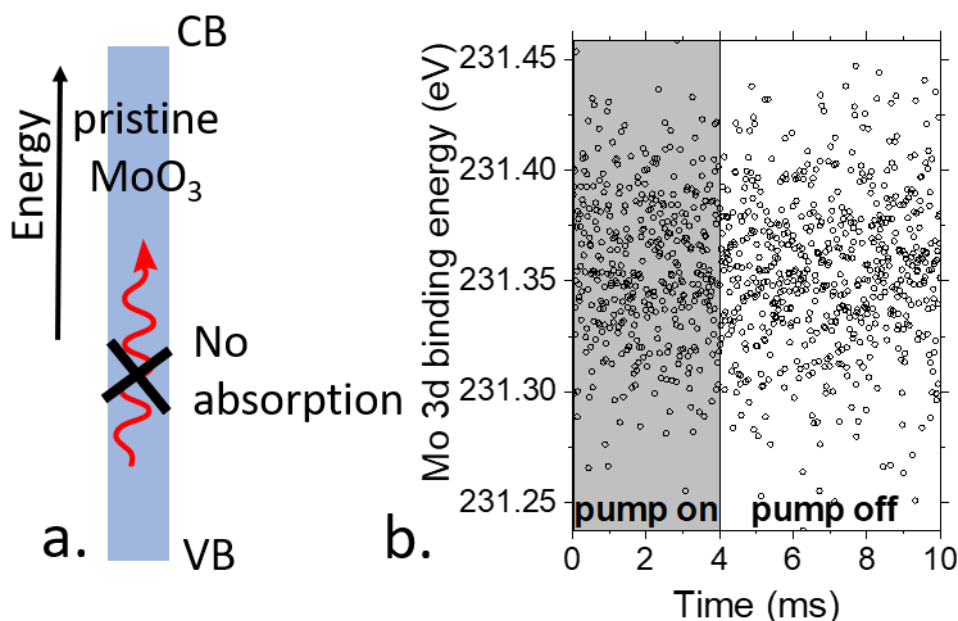 CB
Energy
pristine
MoO₃
No
absorption
a.
VB
b.
Mo 3d binding energy (eV)
231.45
231.40
231.35
231.30
231.25
pump on
pump off
0
2
4
6
8
10
Time (ms)